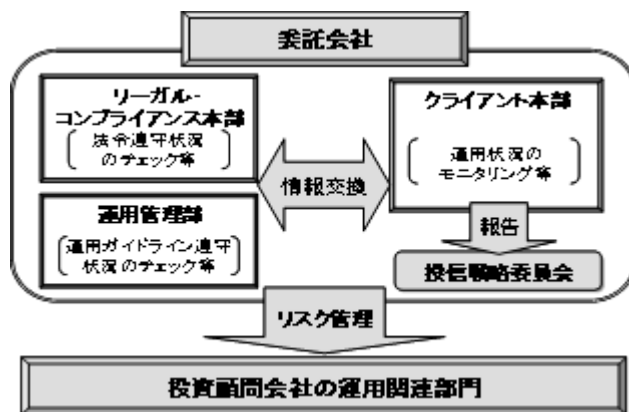 委託会社
リーガル・
コンプライアンス本部
法令遵守状況
のチェック等
運用管理部
運用ガイドライン遵守
状況のチェック等
情報交換
クライアント本部
運用状況の
モニタリング等
報告
投信戦略委員会
リスク管理
投資顧問会社の運用関連部門